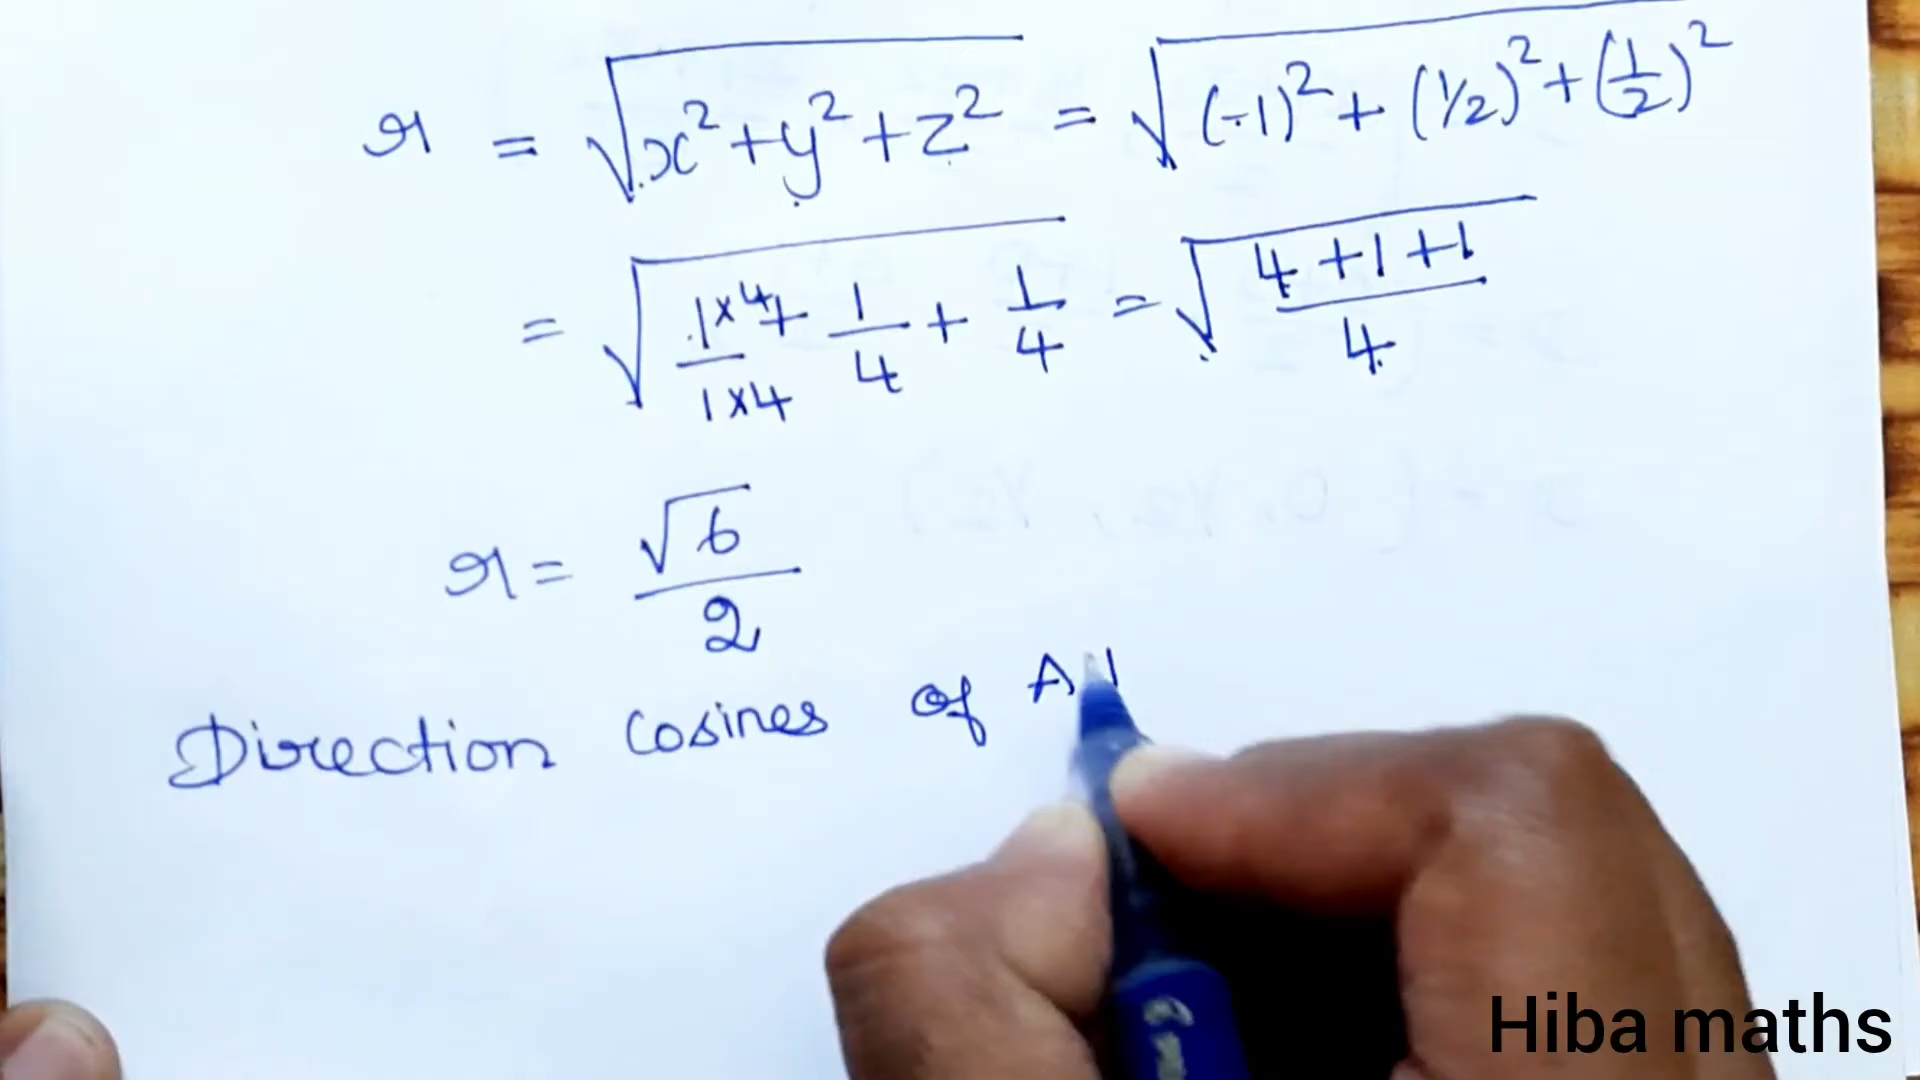 r = √(x² + y² + z²) = √((-1)² + (1/2)² + (1/2)²)
= √((1×4)/(1×4) + 1/4 + 1/4) = √((4+1+1)/4)
r = √6/2
Direction Cosines of A
Hiba maths